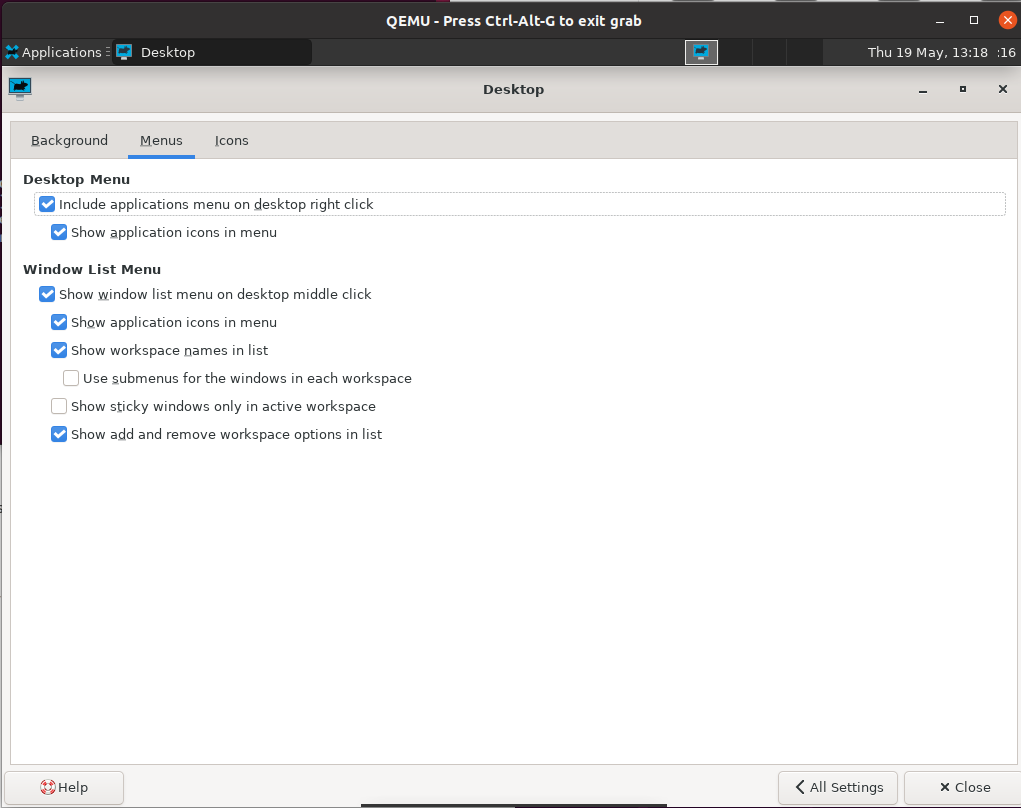 QEMU - Press Ctrl-Alt-G to exit grab
Applications Desktop Thu 19 May, 13:18 :16
Desktop
Background Menus Icons
Desktop Menu
Include applications menu on desktop right click
Show application icons in menu
Window List Menu
Show window list menu on desktop middle click
Show application icons in menu
Show workspace names in list
Use submenus for the windows in each workspace
Show sticky windows only in active workspace
Show add and remove workspace options in list
Help All Settings Close